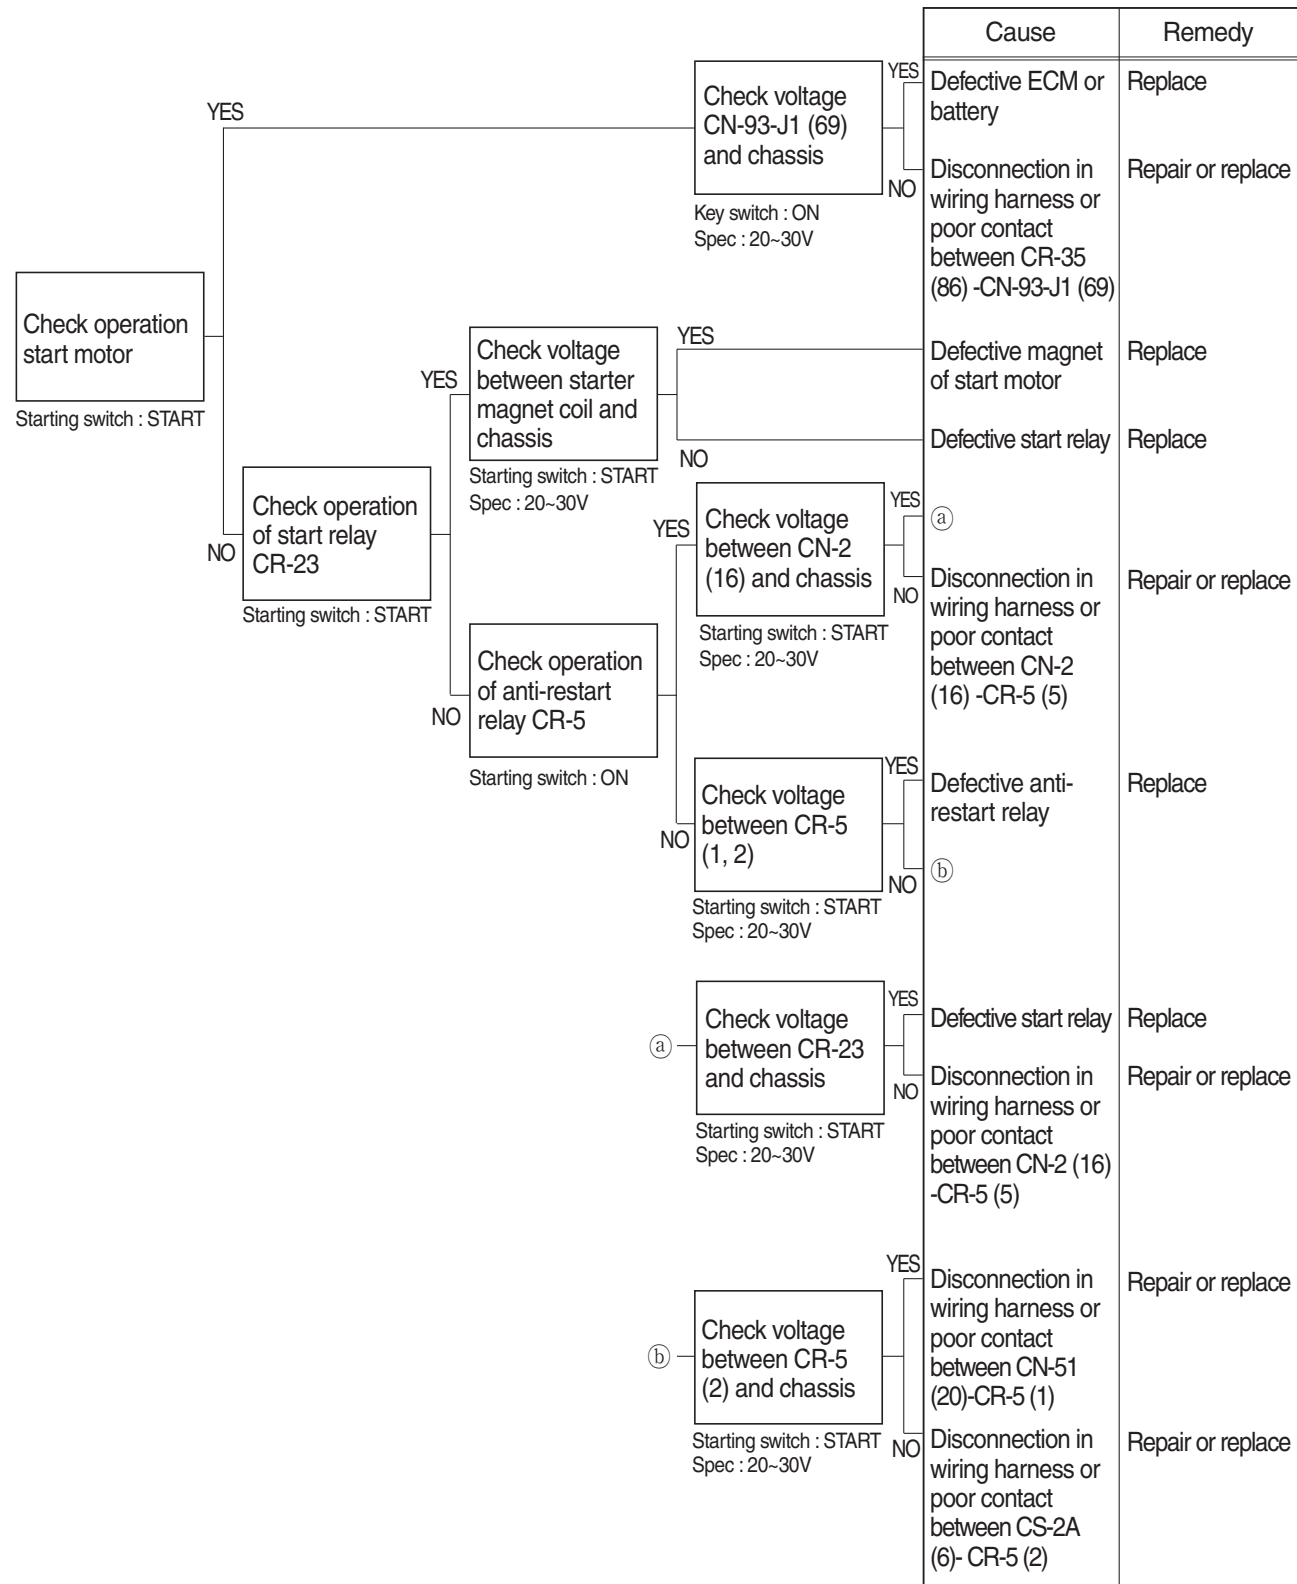 Cause
Remedy
YES
Check operation
start motor
Starting switch : START
NO
Check voltage
CN-93-J1 (69)
and chassis
Key switch : ON
Spec : 20~30V
YES
Defective ECM or
battery
Replace
NO
Disconnection in
wiring harness or
poor contact
between CR-35
(86) -CN-93-J1 (69)
Repair or replace
Check operation
of start relay
CR-23
Starting switch : START
YES
NO
Check voltage
between starter
magnet coil and
chassis
Starting switch : START
Spec : 20~30V
YES
Defective magnet
of start motor
Replace
NO
Defective start relay
Replace
Check operation
of anti-restart
relay CR-5
Starting switch : ON
YES
NO
Check voltage
between CN-2
(16) and chassis
Starting switch : START
Spec : 20~30V
YES
ⓐ
NO
Disconnection in
wiring harness or
poor contact
between CN-2
(16) -CR-5 (5)
Repair or replace
Check voltage
between CR-5
(1, 2)
Starting switch : START
Spec : 20~30V
YES
Defective anti-
restart relay
Replace
NO
ⓑ
ⓐ
Check voltage
between CR-23
and chassis
Starting switch : START
Spec : 20~30V
YES
Defective start relay
Replace
NO
Disconnection in
wiring harness or
poor contact
between CN-2 (16)
-CR-5 (5)
Repair or replace
ⓑ
Check voltage
between CR-5
(2) and chassis
Starting switch : START
Spec : 20~30V
YES
Disconnection in
wiring harness or
poor contact
between CN-51
(20)-CR-5 (1)
Repair or replace
NO
Disconnection in
wiring harness or
poor contact
between CS-2A
(6)- CR-5 (2)
Repair or replace